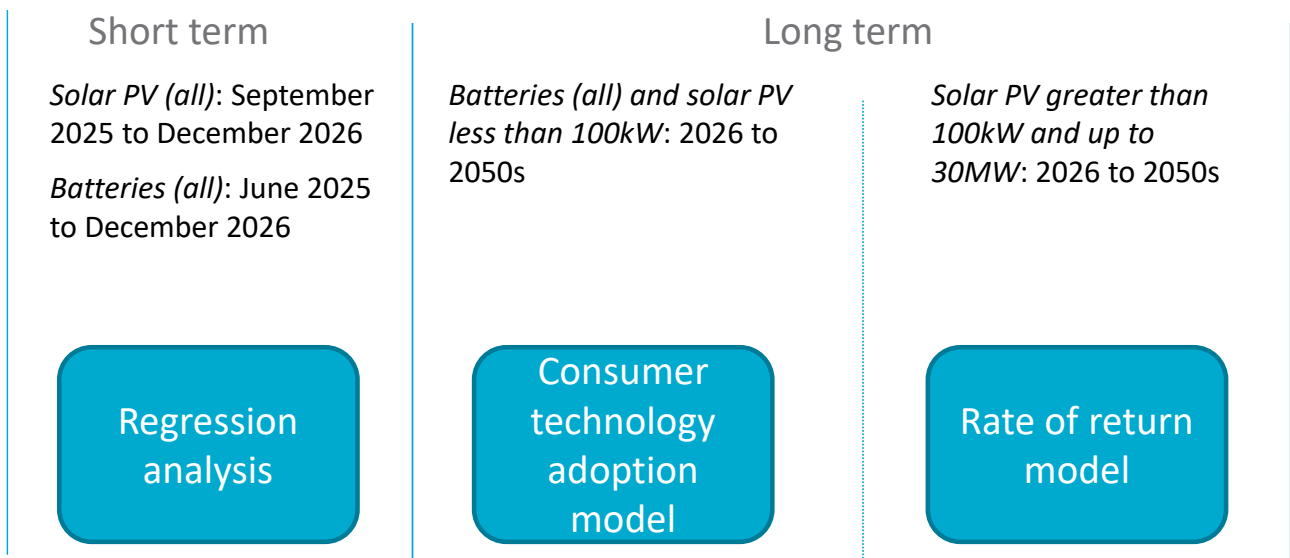 Short term
Solar PV (all): September
2025 to December 2026
Batteries (all): June 2025
to December 2026
Regression
analysis
Long term
Batteries (all) and solar PV
less than 100kW: 2026 to
2050s
Consumer
technology
adoption
model
Solar PV greater than
100kW and up to
30MW: 2026 to 2050s
Rate of return
model